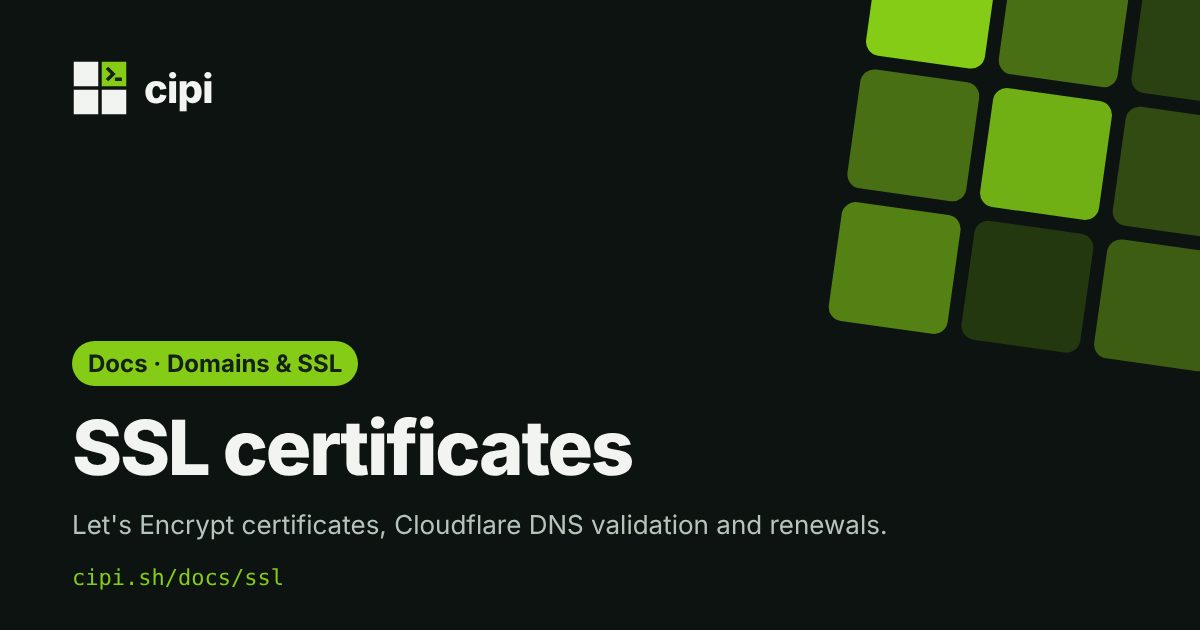 cipi
Docs · Domains & SSL
SSL certificates
Let's Encrypt certificates, Cloudflare DNS validation and renewals.
cipi.sh/docs/ssl